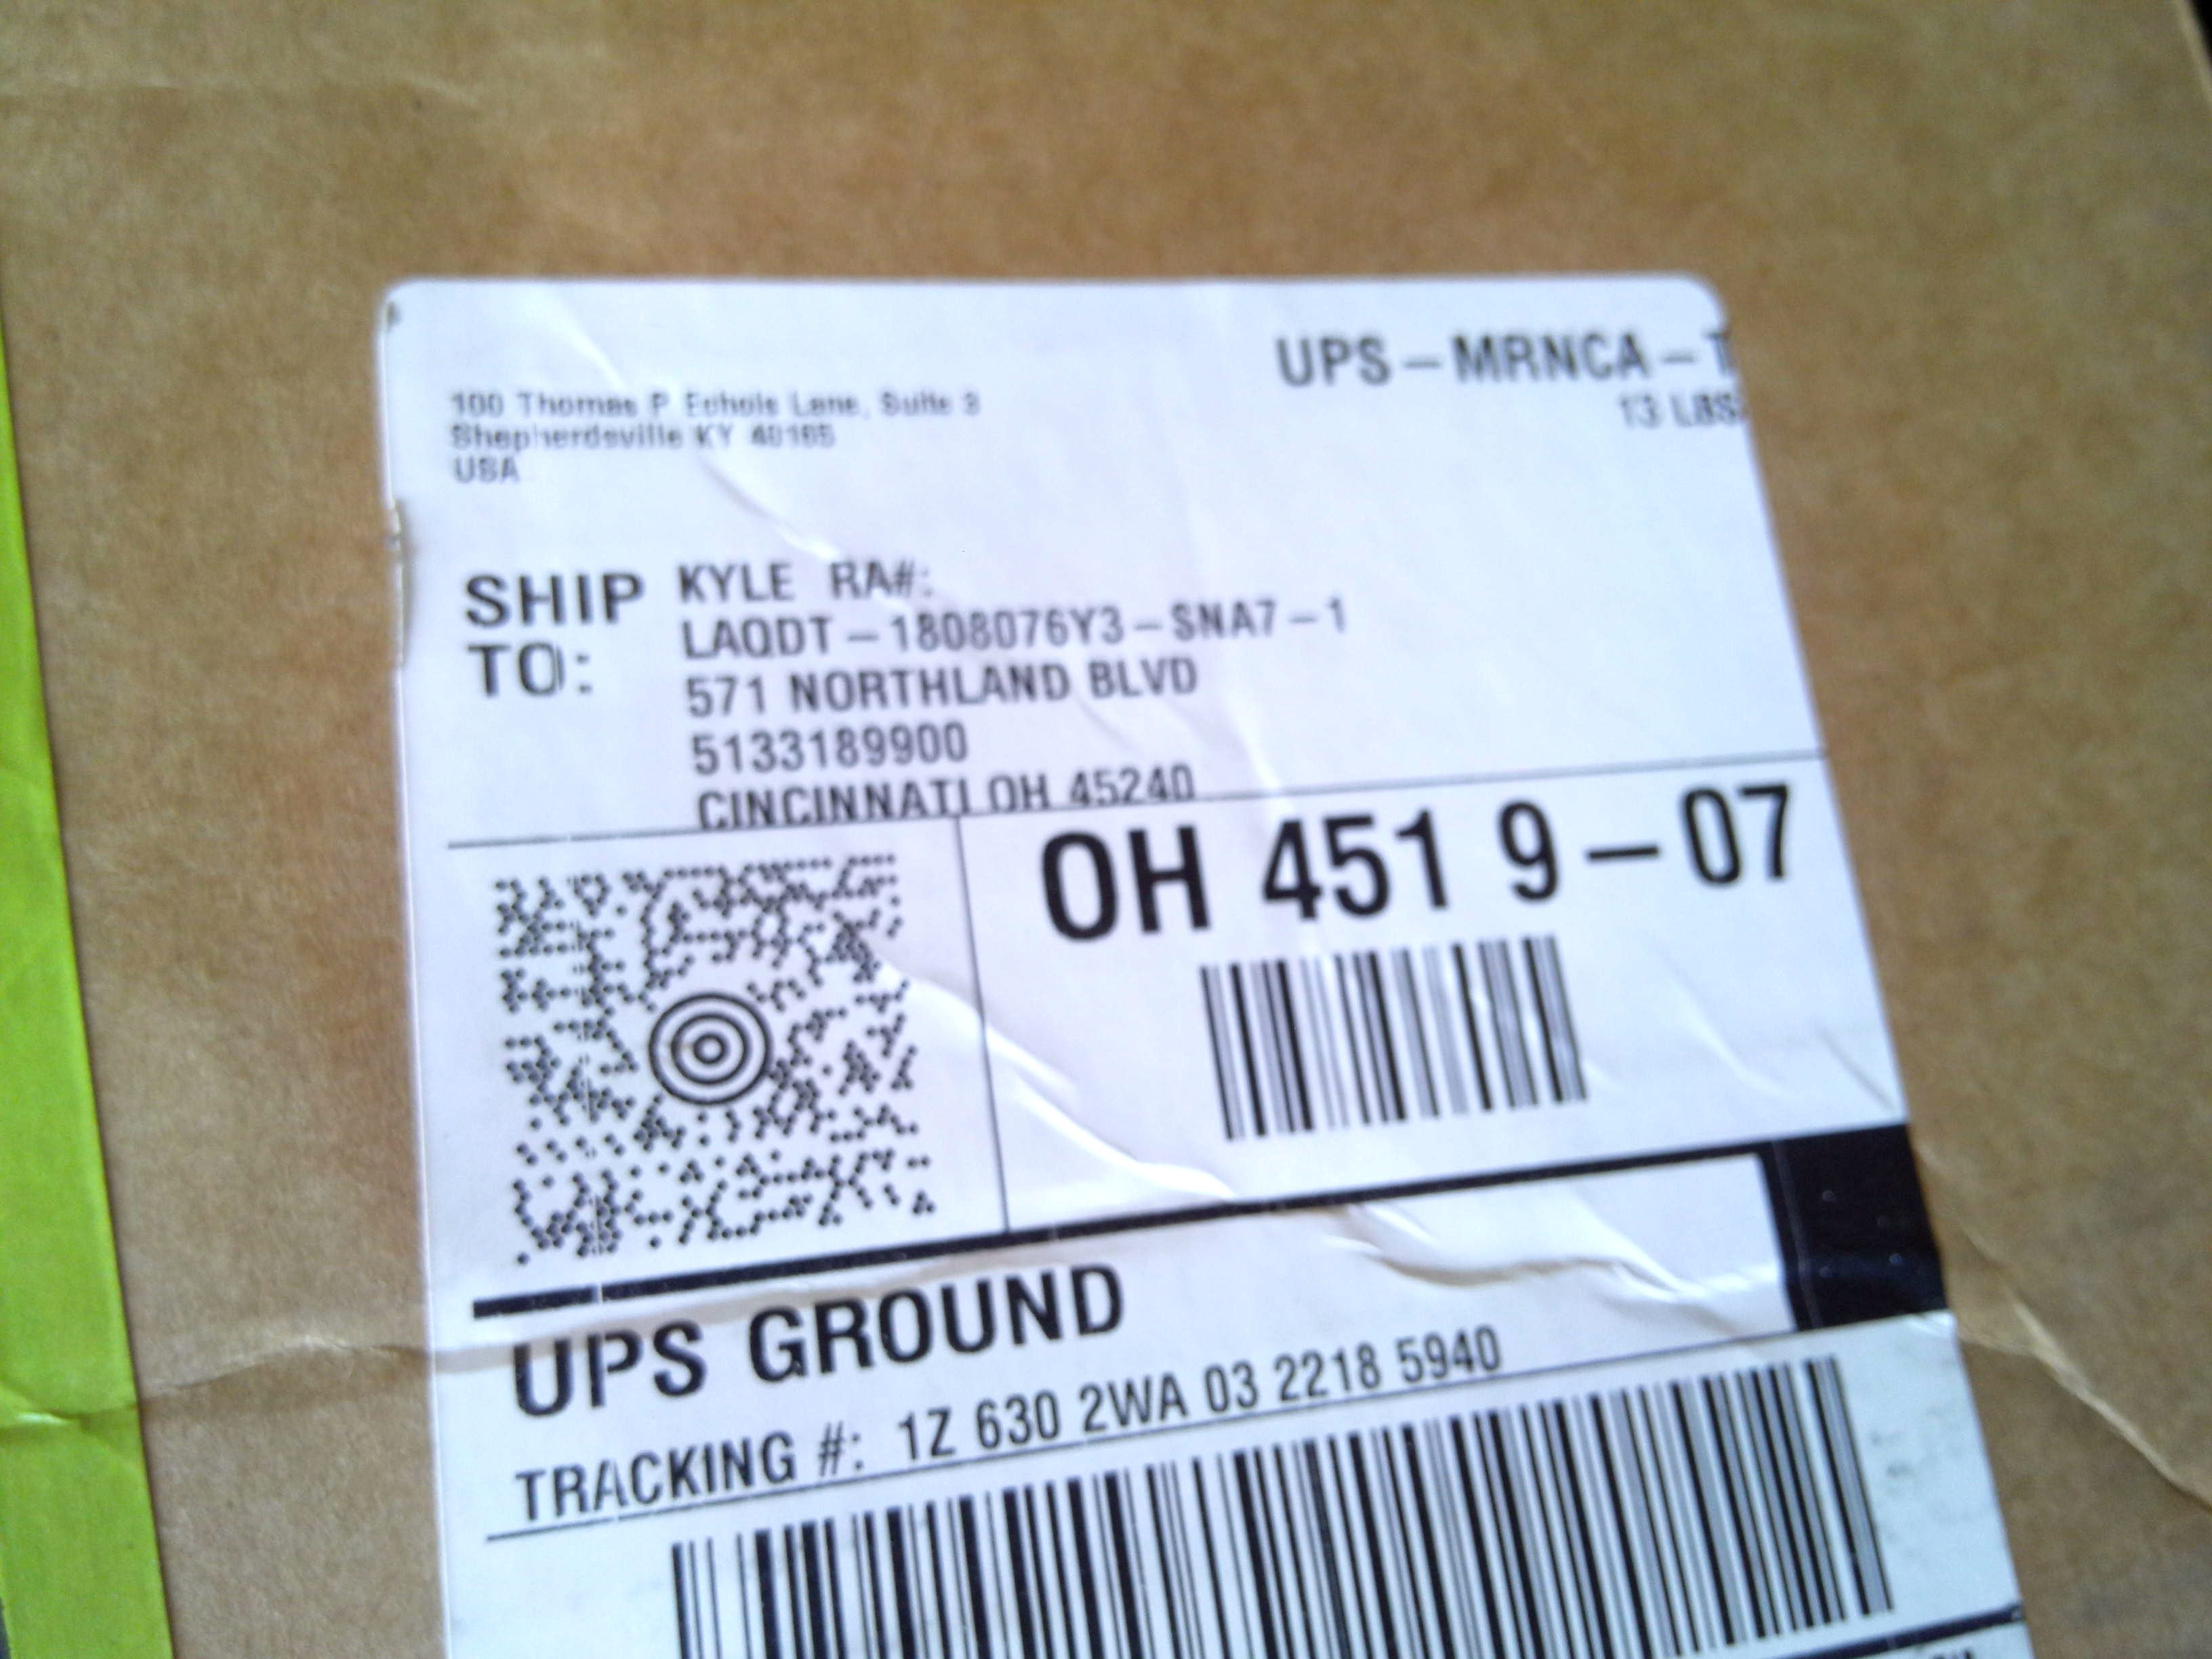 UPS – MRNCA – T
13 LBS
100 Thomas P Echols Lane, Suite 3
Shepherdsville KY 40165
USA
SHIP TO:
KYLE RA#:
LAQDT – 1808076Y3 – SNA7 – 1
571 NORTHLAND BLVD
5133189900
CINCINNATI OH 45240
OH 451 9 – 07
UPS GROUND
TRACKING #: 1Z 630 2WA 03 2218 5940